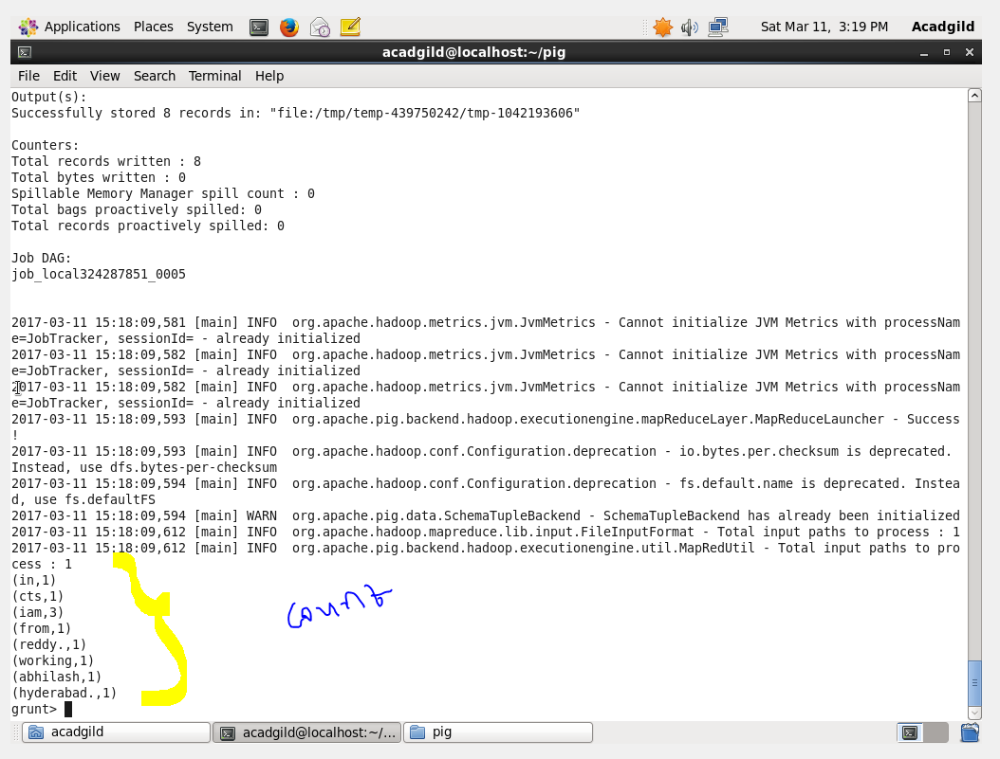 Applications Places System Sat Mar 11, 3:19 PM Acadgild
acadgild@localhost:~/pig
File Edit View Search Terminal Help
Output(s):
Successfully stored 8 records in: "file:/tmp/temp-439750242/tmp-1042193606"
Counters:
Total records written : 8
Total bytes written : 0
Spillable Memory Manager spill count : 0
Total bags proactively spilled: 0
Total records proactively spilled: 0
Job DAG:
job_local324287851_0005
2017-03-11 15:18:09,581 [main] INFO  org.apache.hadoop.metrics.jvm.JvmMetrics - Cannot initialize JVM Metrics with processNam
e=JobTracker, sessionId= - already initialized
2017-03-11 15:18:09,582 [main] INFO  org.apache.hadoop.metrics.jvm.JvmMetrics - Cannot initialize JVM Metrics with processNam
e=JobTracker, sessionId= - already initialized
2017-03-11 15:18:09,582 [main] INFO  org.apache.hadoop.metrics.jvm.JvmMetrics - Cannot initialize JVM Metrics with processNam
e=JobTracker, sessionId= - already initialized
2017-03-11 15:18:09,593 [main] INFO  org.apache.pig.backend.hadoop.executionengine.mapReduceLayer.MapReduceLauncher - Success
!
2017-03-11 15:18:09,593 [main] INFO  org.apache.hadoop.conf.Configuration.deprecation - io.bytes.per.checksum is deprecated.
Instead, use dfs.bytes-per-checksum
2017-03-11 15:18:09,594 [main] INFO  org.apache.hadoop.conf.Configuration.deprecation - fs.default.name is deprecated. Instea
d, use fs.defaultFS
2017-03-11 15:18:09,594 [main] WARN  org.apache.pig.data.SchemaTupleBackend - SchemaTupleBackend has already been initialized
2017-03-11 15:18:09,612 [main] INFO  org.apache.hadoop.mapreduce.lib.input.FileInputFormat - Total input paths to process : 1
2017-03-11 15:18:09,612 [main] INFO  org.apache.pig.backend.hadoop.executionengine.util.MapRedUtil - Total input paths to pro
cess : 1
(in,1)
(cts,1)
(iam,3)
count
(from,1)
(reddy.,1)
(working,1)
(abhilash,1)
(hyderabad.,1)
grunt>
acadgild acadgild@localhost:~/... pig